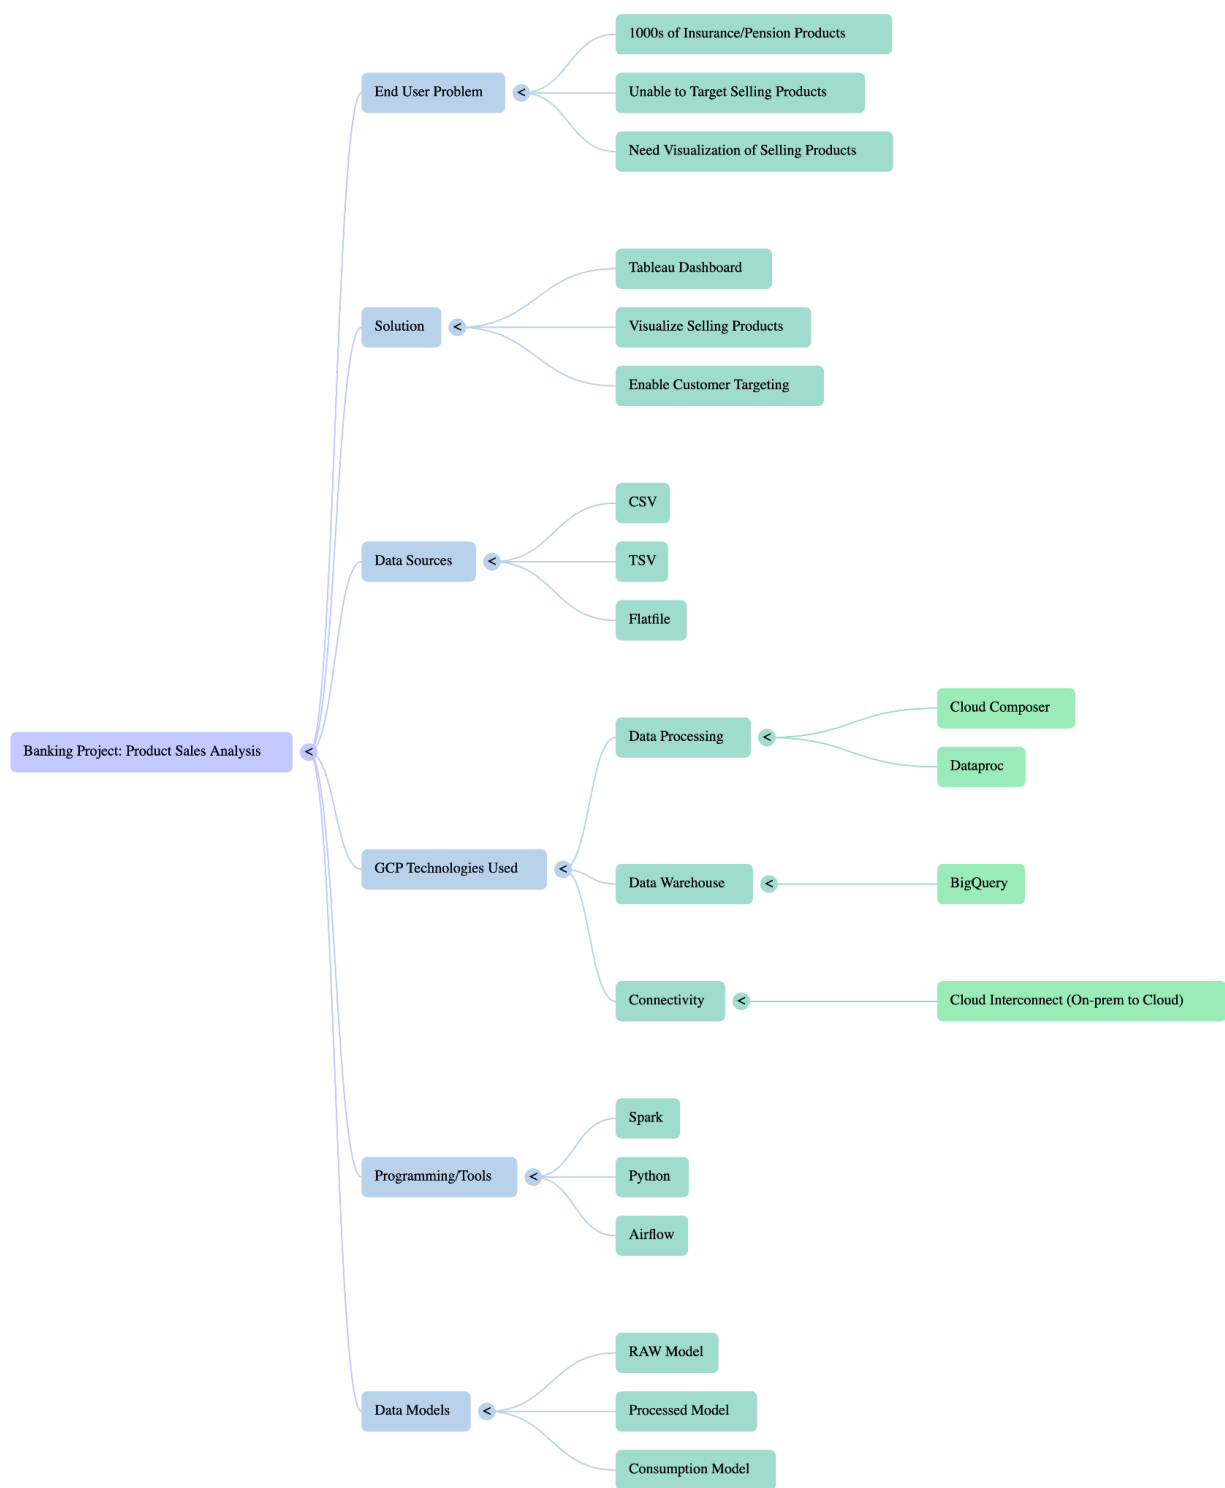 Banking Project: Product Sales Analysis
<
End User Problem
<
1000s of Insurance/Pension Products
Unable to Target Selling Products
Need Visualization of Selling Products
Solution
<
Tableau Dashboard
Visualize Selling Products
Enable Customer Targeting
Data Sources
<
CSV
TSV
Flatfile
GCP Technologies Used
<
Data Processing
<
Cloud Composer
Dataproc
Data Warehouse
<
BigQuery
Connectivity
<
Cloud Interconnect (On-prem to Cloud)
Programming/Tools
<
Spark
Python
Airflow
Data Models
<
RAW Model
Processed Model
Consumption Model